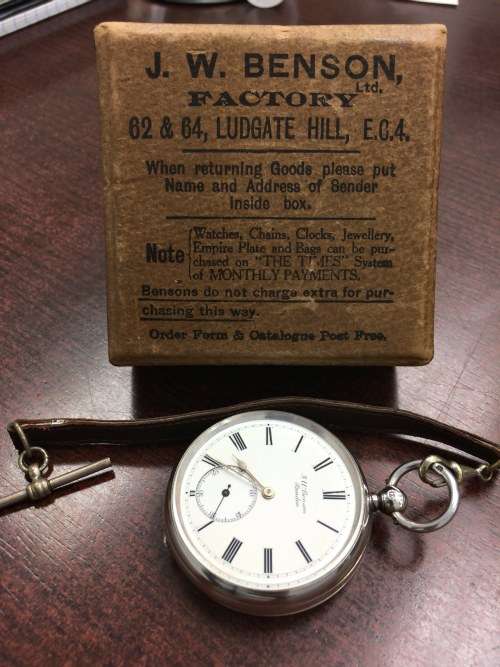 J. W. BENSON,
Ltd.
FACTORY
62 & 64, LUDGATE HILL, E.C.4.
When returning Goods please put
Name and Address of Sender
Inside box.
Note
Watches, Chains, Clocks, Jewellery,
Empire Plate and Bags can be pur-
chased on "THE TIMES" System
of MONTHLY PAYMENTS.
Bensons do not charge extra for pur-
chasing this way.
Order Form & Catalogue Post Free.
J.W. Benson
London